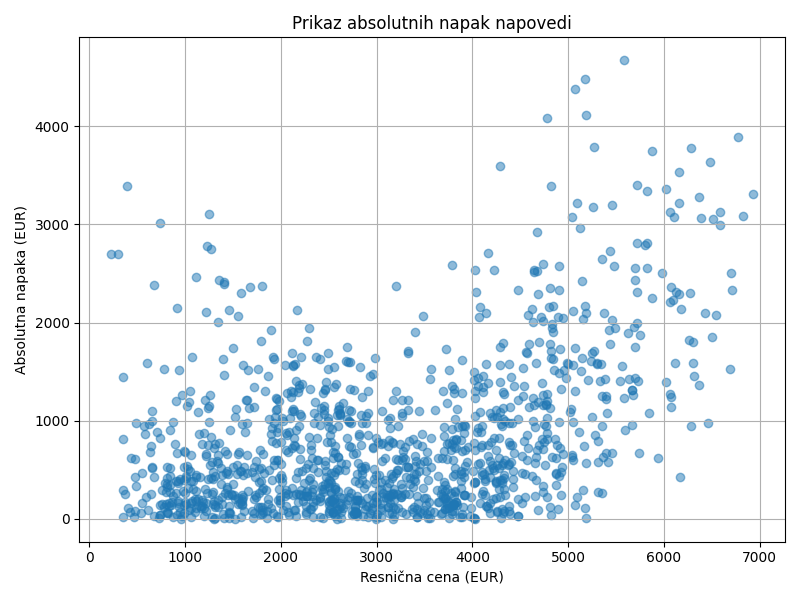 Prikaz absolutnih napak napovedi
Absolutna napaka (EUR)
4000
3000
2000
1000
0
0 1000 2000 3000 4000 5000 6000 7000
Resnična cena (EUR)